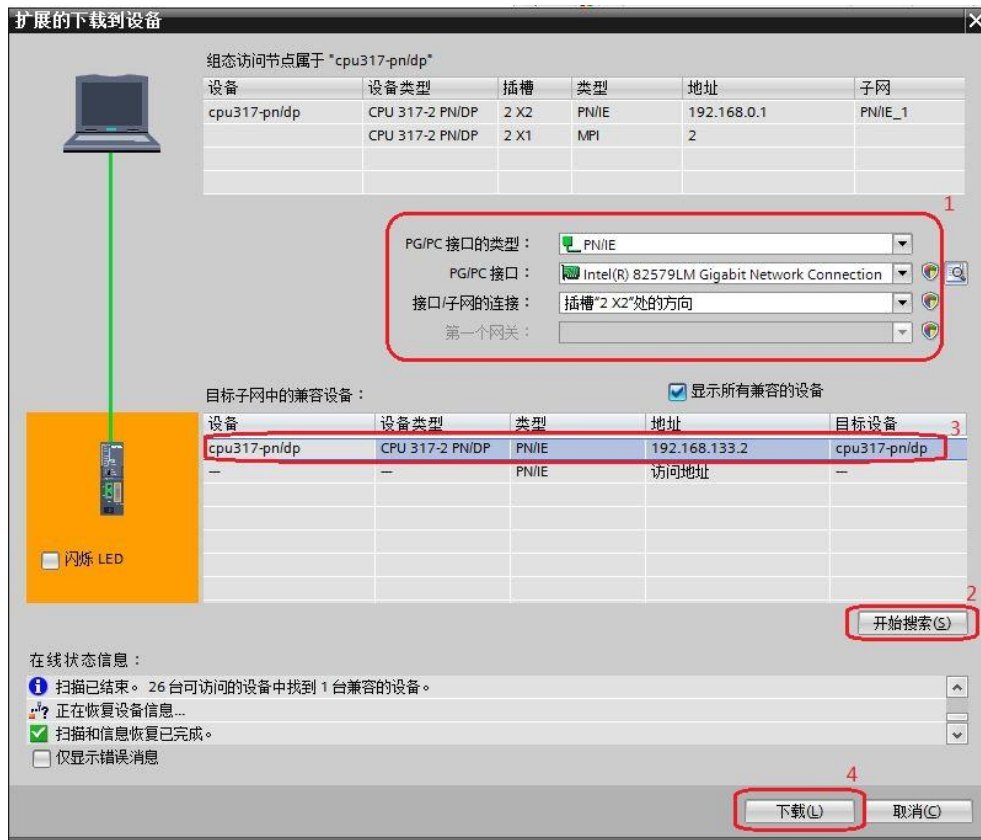 扩展的下载到设备
组态访问节点属于 "cpu317-pn/dp"
设备 设备类型 插槽 类型 地址 子网
cpu317-pn/dp CPU 317-2 PN/DP 2 X2 PN/IE 192.168.0.1 PN/IE_1
CPU 317-2 PN/DP 2 X1 MPI 2
1
PG/PC 接口的类型： PN/IE
PG/PC 接口： Intel(R) 82579LM Gigabit Network Connection
接口/子网的连接： 插槽"2 X2"处的方向
第一个网关：
目标子网中的兼容设备： 显示所有兼容的设备
设备 设备类型 类型 地址 目标设备
3
cpu317-pn/dp CPU 317-2 PN/DP PN/IE 192.168.133.2 cpu317-pn/dp
— — PN/IE 访问地址 —
闪烁 LED
2
开始搜索(S)
在线状态信息：
扫描已结束。 26 台可访问的设备中找到 1 台兼容的设备。
正在恢复设备信息...
扫描和信息恢复已完成。
仅显示错误消息
4
下载(L) 取消(C)